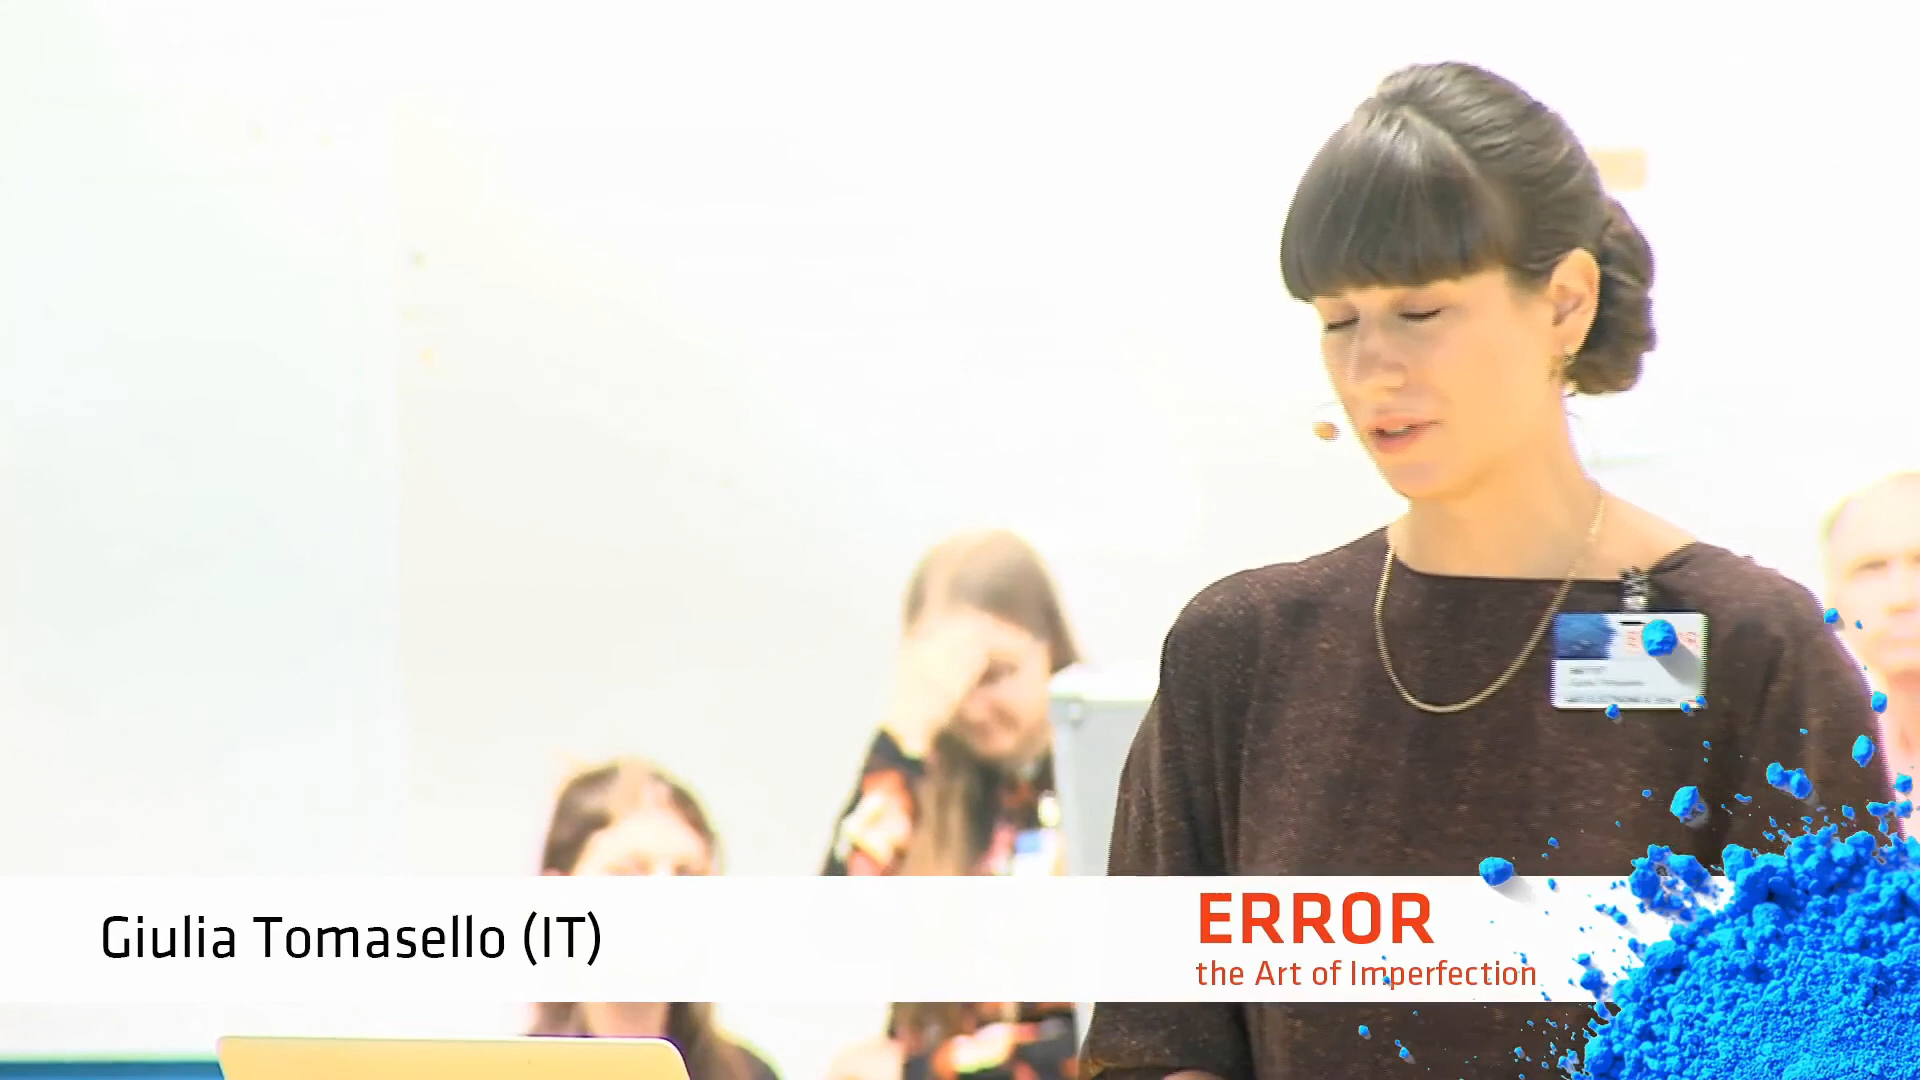 Giulia Tomasello (IT)
ERROR
the Art of Imperfection